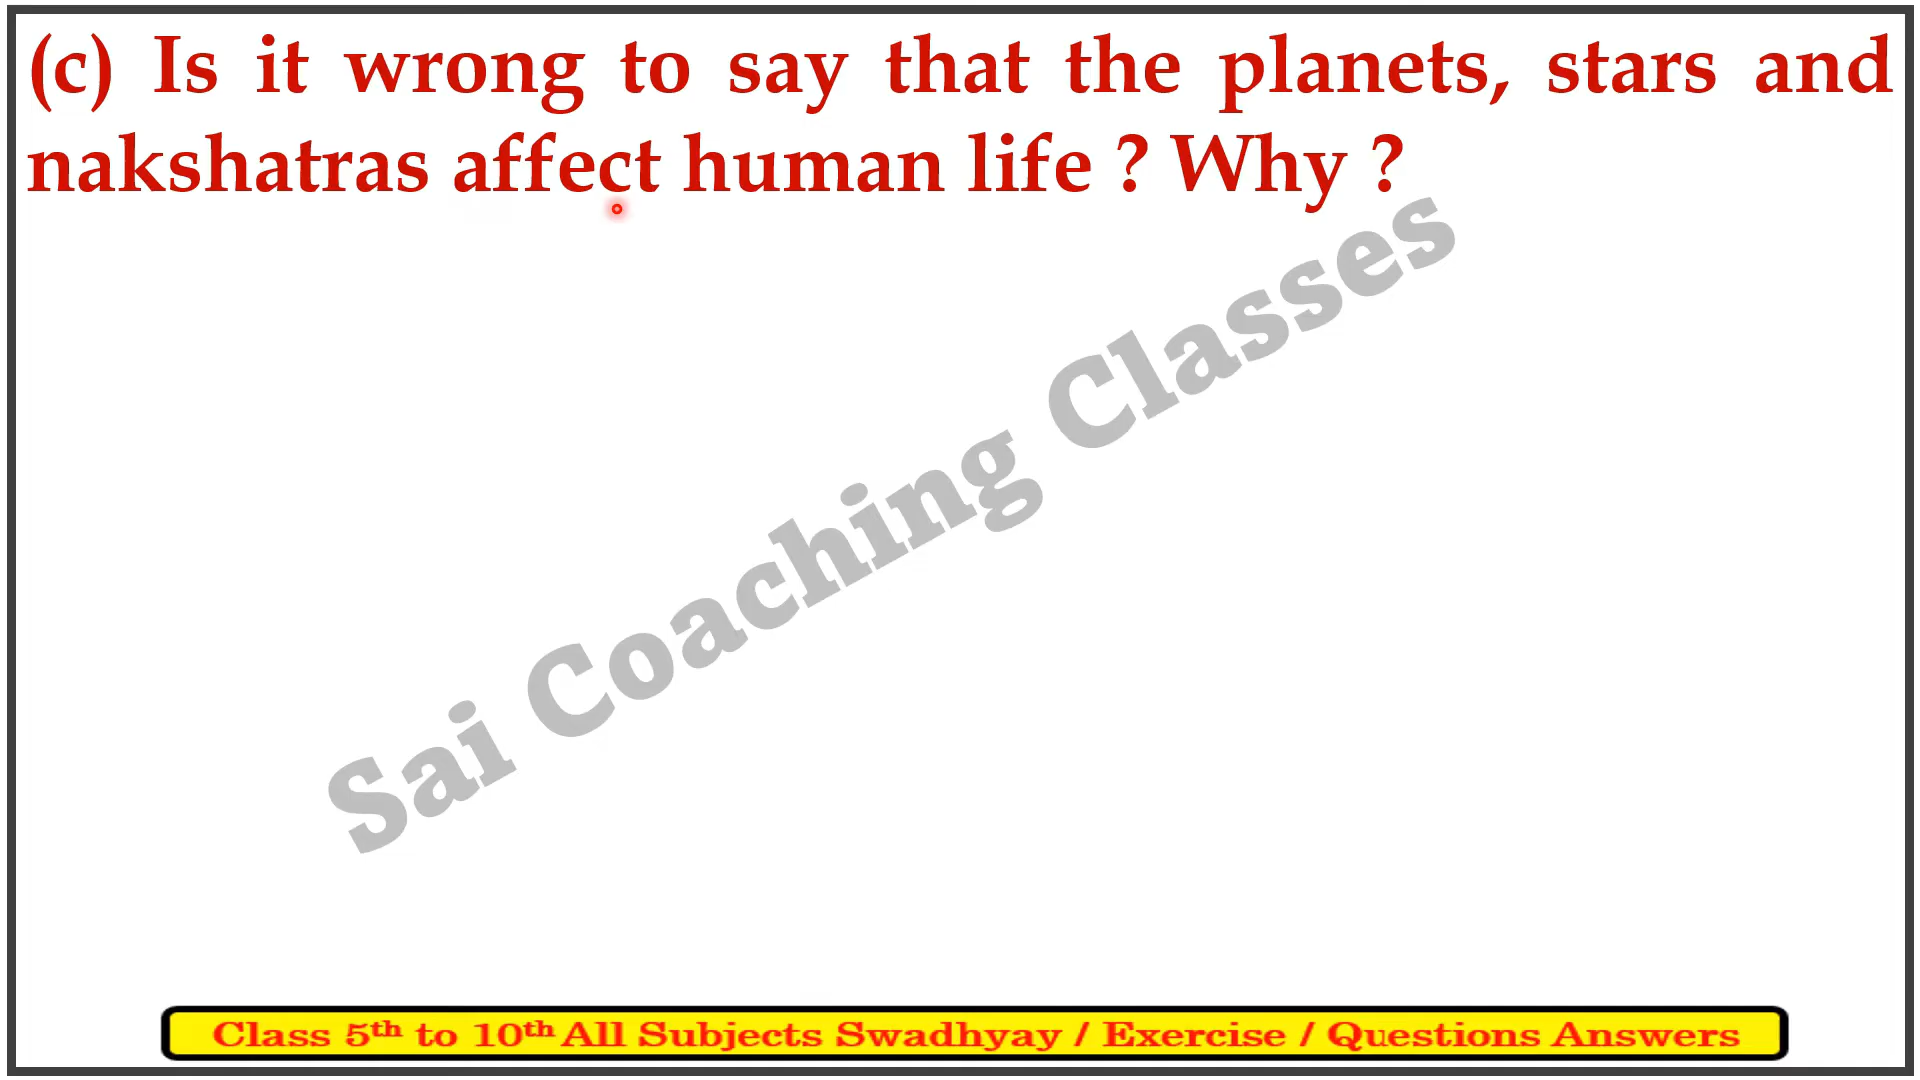 (c) Is it wrong to say that the planets, stars and
nakshatras affect human life ? Why ?
Sai Coaching Classes
Class 5th to 10th All Subjects Swadhyay / Exercise / Questions Answers